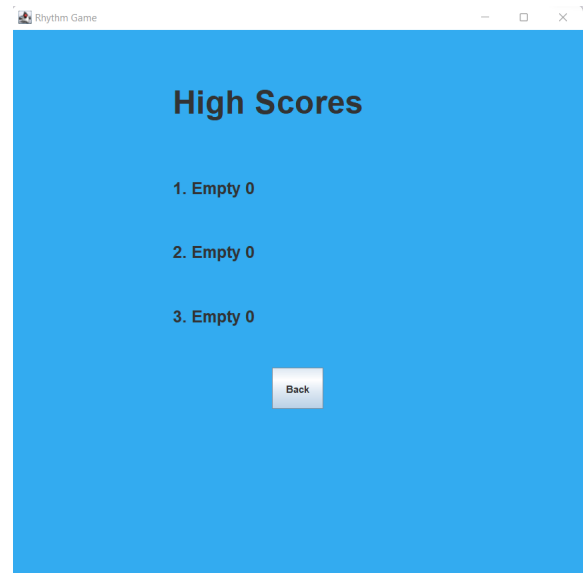 Rhythm Game
High Scores
1. Empty 0
2. Empty 0
3. Empty 0
Back